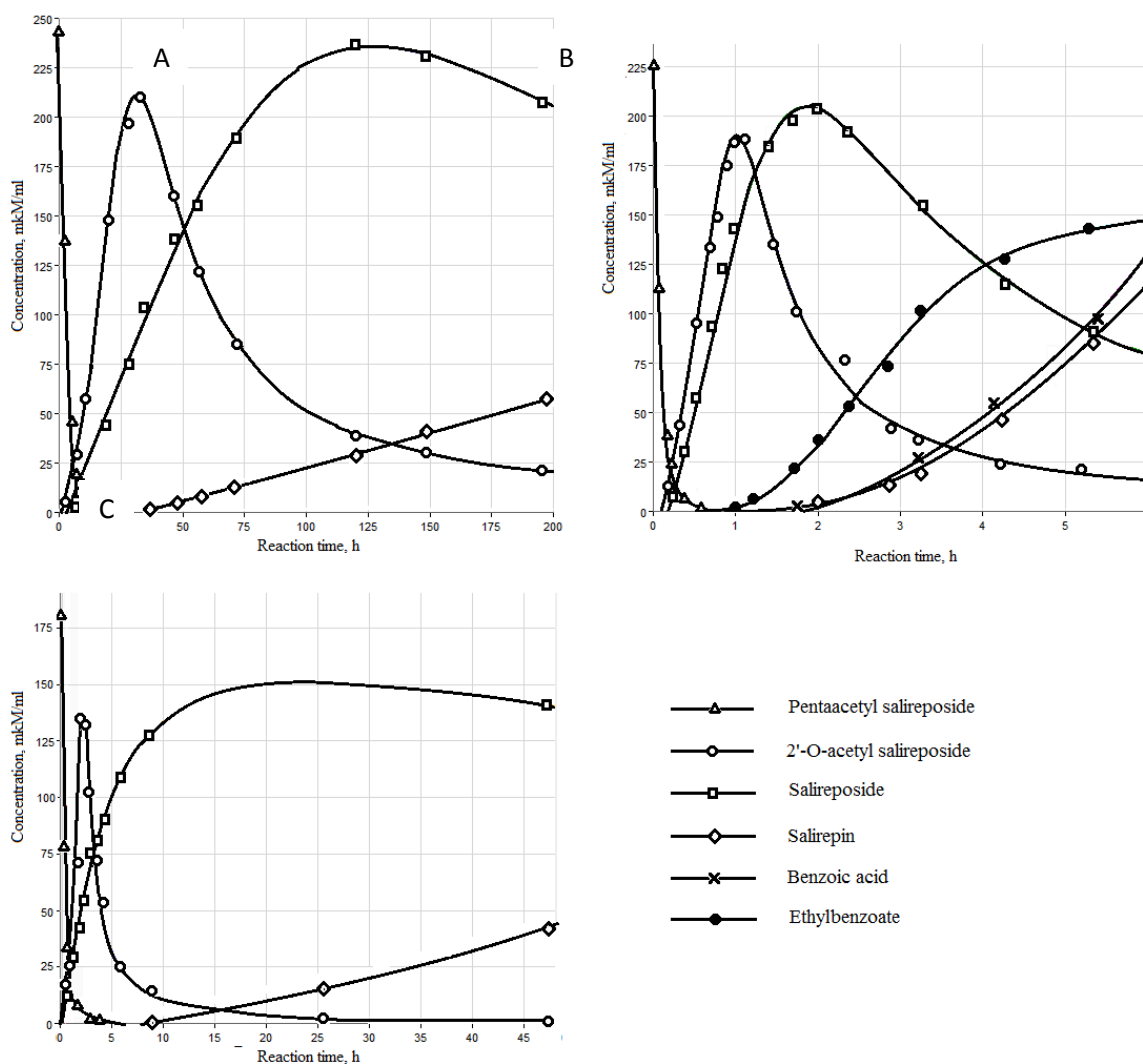 A
Concentration, mkM/ml
250
225
200
175
150
125
100
75
50
25
0
C
0 25 50 75 100 125 150 175 200
Reaction time, h
B
Concentration, mkM/ml
225
200
175
150
125
100
75
50
25
0
0 1 2 3 4 5
Reaction time, h
Concentration, mkM/ml
175
150
125
100
75
50
25
0
0 5 10 15 20 25 30 35 40 45
Reaction time, h
Pentaacetyl salireposide
2'-O-acetyl salireposide
Salireposide
Salirepin
Benzoic acid
Ethylbenzoate